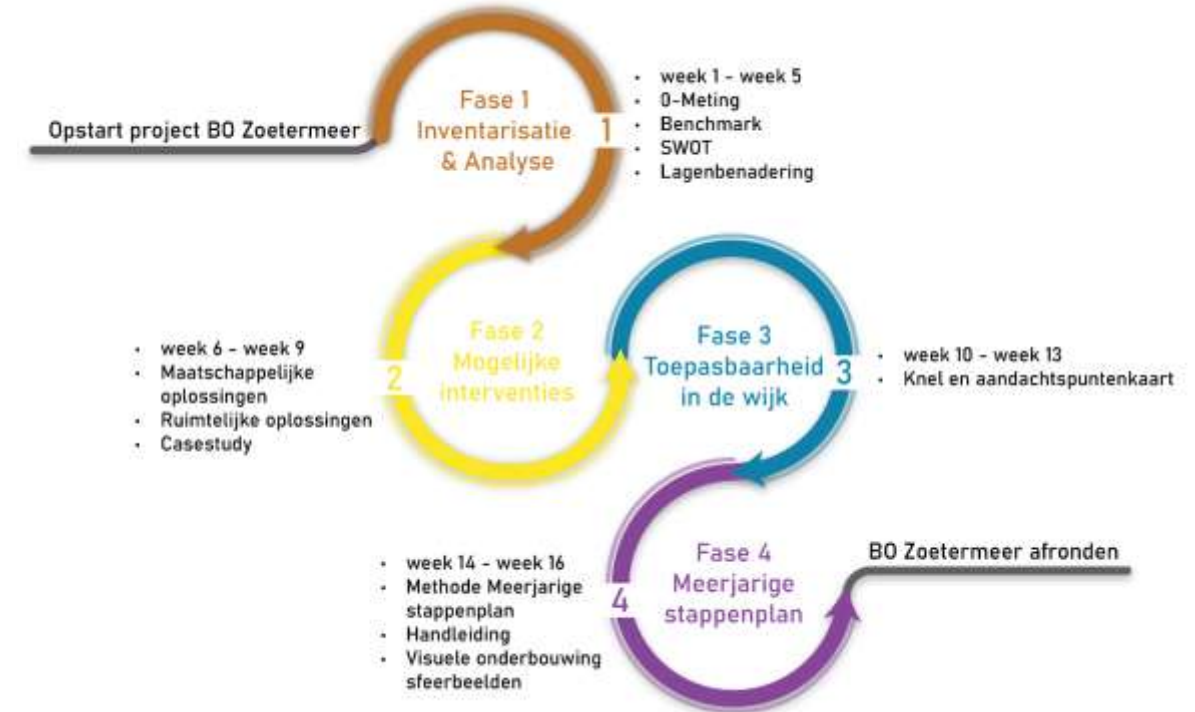 Opstart project BO Zoetermeer
Fase 1
Inventarisatie
& Analyse
1
• week 1 - week 5
• 0-Meting
• Benchmark
• SWOT
• Lagenbenadering
• week 6 - week 9
• Maatschappelijke
oplossingen
• Ruimtelijke oplossingen
• Casestudy
2
Fase 2
Mogelijke
interventies
Fase 3
Toepasbaarheid
in de wijk
3
• week 10 - week 13
• Knel en aandachtspuntenkaart
• week 14 - week 16
• Methode Meerjarige
stappenplan
• Handleiding
• Visuele onderbouwing
sfeerbeelden
4
Fase 4
Meerjarige
stappenplan
BO Zoetermeer afronden